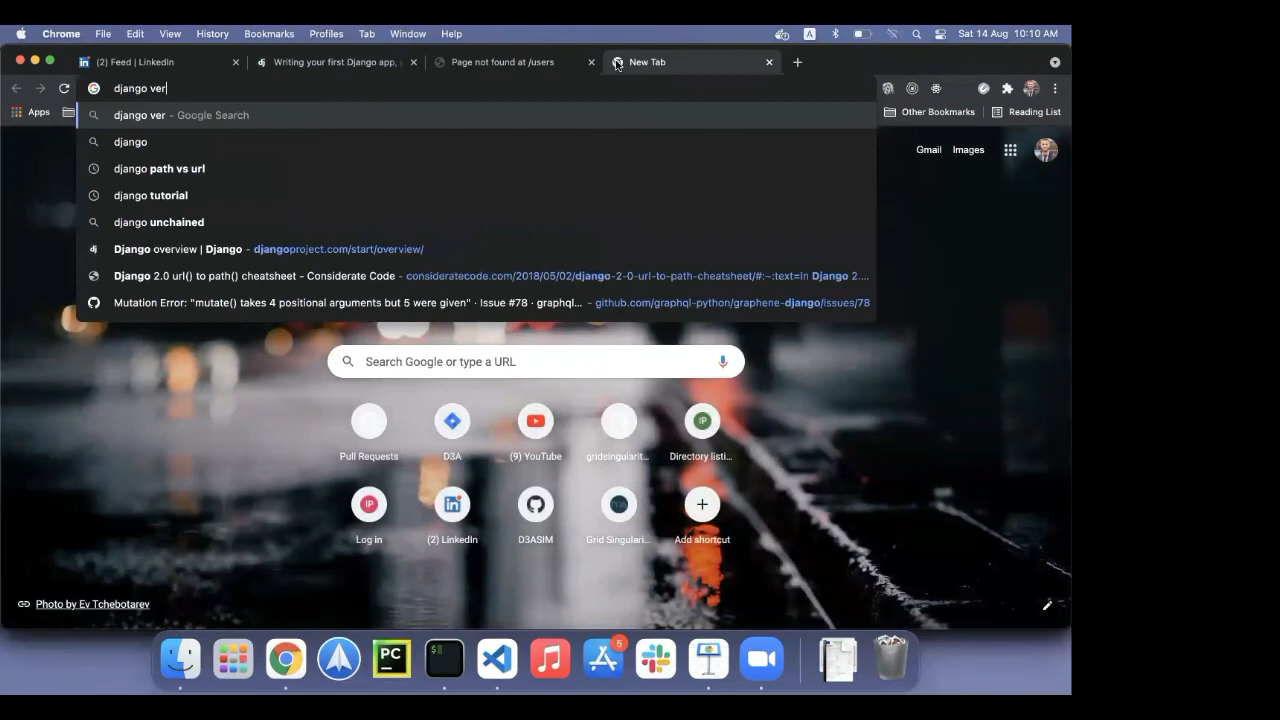 Chrome File Edit View History Bookmarks Profiles Tab Window Help A Sat 14 Aug 10:10 AM
(2) Feed | LinkedIn Writing your first Django app, Page not found at /users New Tab
django ver
Apps Other Bookmarks Reading List
django ver - Google Search
django
django path vs url
django tutorial
django unchained
Django overview | Django - djangoproject.com/start/overview/
Django 2.0 url() to path() cheatsheet - Considerate Code - consideratecode.com/2018/05/02/django-2-0-url-to-path-cheatsheet/#:~:text=In Django 2....
Mutation Error: "mutate() takes 4 positional arguments but 5 were given" · Issue #78 · graphql... - github.com/graphql-python/graphene-django/issues/78
Gmail Images
Search Google or type a URL
IP
Pull Requests D3A (9) YouTube gridsingularit... Directory listi...
IP
Log in (2) LinkedIn D3ASIM Grid Singulari... Add shortcut
Photo by Ev Tchebotarev
PC $ 5